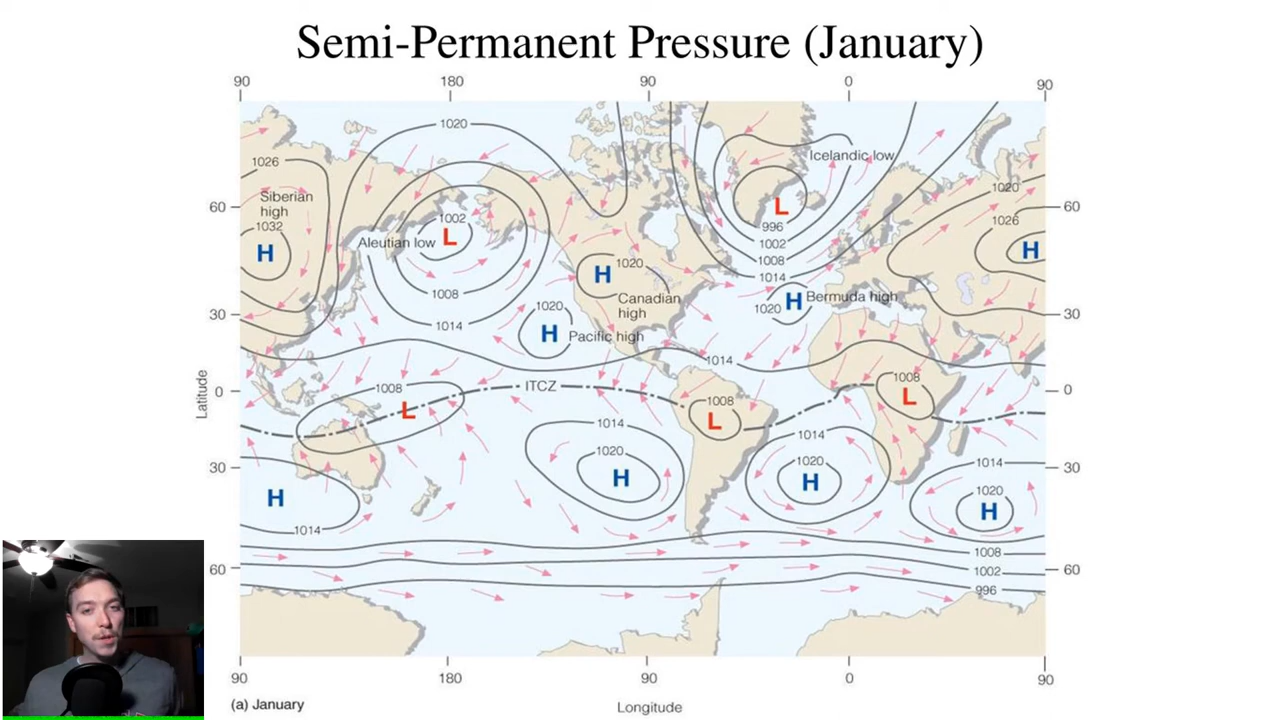 Semi-Permanent Pressure (January)
90 180 90 0 90
1020
1026
Icelandic low
Siberian
high
1032
1020
60 L 60
1002
996
1026
Aleutian low L
1002
H H
1008
1020
H
1014
1008
Canadian
high
1020
H Bermuda high
1020
30 30
1014
H Pacific high
1014
ITCZ
1008
1008
0 0
L
1008
L
L
Latitude
1014
1014
1020
1020
1014
30 30
H
H
1020
H
H
1014
1008
60 1002 60
996
90 180 90 0 90
(a) January
Longitude